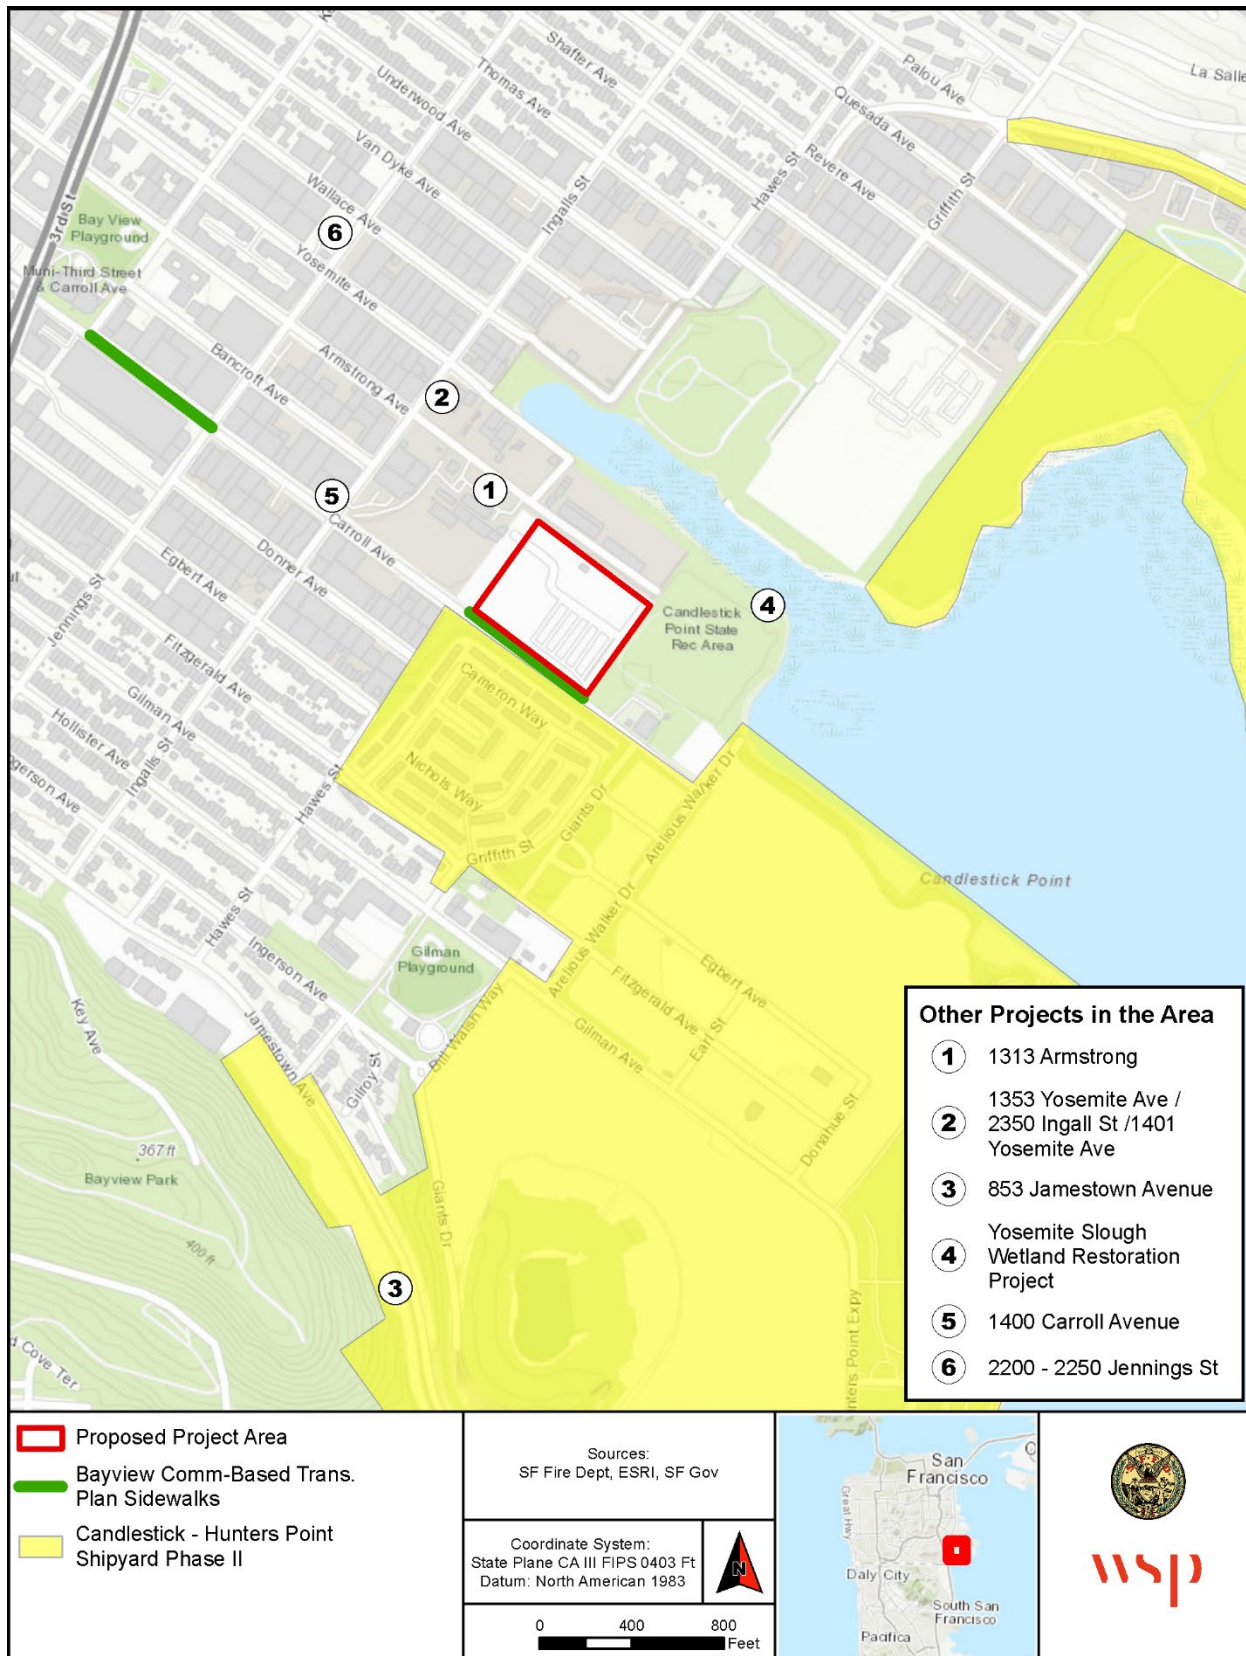 Shafter Ave
Palou Ave
La Salle
Thomas Ave
Underwood Ave
Quesada Ave
Van Dyke Ave
Revere Ave
Hawes St
Wallace Ave
Ingalls St
Griffith St
3rd St
Bay View
Playground
6
Yosemite Ave
Muni-Third Street
& Carroll Ave
Bancroft Ave
Armstrong Ave
2
1
5
Carroll Ave
Donner Ave
Egbert Ave
Jennings St
4
Candlestick
Point State
Rec Area
Fitzgerald Ave
Cameron Way
Gilman Ave
Hollister Ave
Ingalls St
Nichols Way
Hawes St
Giants Dr
Arelious Walker Dr
ngerson Ave
Griffith St
Candlestick Point
Hawes St
Arelious Walker Dr
Ingerson Ave
Gilman
Playground
Egbert Ave
Fitzgerald Ave
Key Ave
Jamestown Ave
Bill Walsh Way
Gilman Ave
Earl St
Gilroy St
Donahue St
367 ft
Bayview Park
Giants Dr
400 ft
3
d Cove Ter
nters Point Expy
Other Projects in the Area
1 1313 Armstrong
1353 Yosemite Ave /
2 2350 Ingall St /1401
Yosemite Ave
3 853 Jamestown Avenue
Yosemite Slough
4 Wetland Restoration
Project
5 1400 Carroll Avenue
6 2200 - 2250 Jennings St
Proposed Project Area
Bayview Comm-Based Trans.
Plan Sidewalks
Candlestick - Hunters Point
Shipyard Phase II
Sources:
SF Fire Dept, ESRI, SF Gov
Coordinate System:
State Plane CA III FIPS 0403 Ft
Datum: North American 1983
N
0 400 800
Feet
San
Francisco
Great Hwy
Daly City
South San
Francisco
Pacifica
wsp